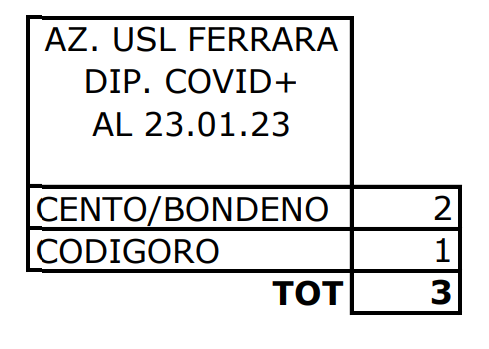 AZ. USL FERRARA
DIP. COVID+
AL 23.01.23
CENTO/BONDENO 2
CODIGORO 1
TOT 3